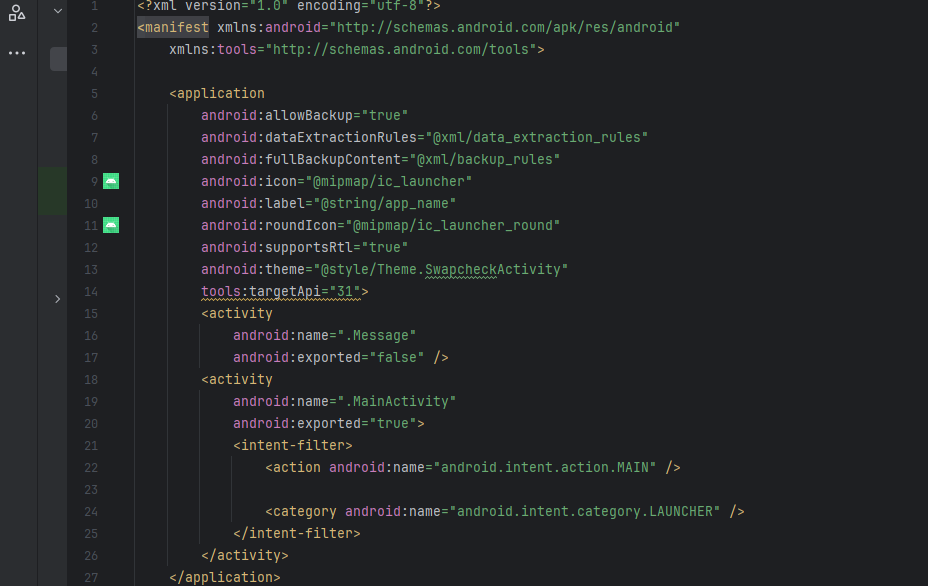 1 <?xml version="1.0" encoding="utf-8"?>
2 <manifest xmlns:android="http://schemas.android.com/apk/res/android"
3 xmlns:tools="http://schemas.android.com/tools">
4
5 <application
6 android:allowBackup="true"
7 android:dataExtractionRules="@xml/data_extraction_rules"
8 android:fullBackupContent="@xml/backup_rules"
9 android:icon="@mipmap/ic_launcher"
10 android:label="@string/app_name"
11 android:roundIcon="@mipmap/ic_launcher_round"
12 android:supportsRtl="true"
13 android:theme="@style/Theme.SwapcheckActivity"
14 tools:targetApi="31">
15 <activity
16 android:name=".Message"
17 android:exported="false" />
18 <activity
19 android:name=".MainActivity"
20 android:exported="true">
21 <intent-filter>
22 <action android:name="android.intent.action.MAIN" />
23
24 <category android:name="android.intent.category.LAUNCHER" />
25 </intent-filter>
26 </activity>
27 </application>